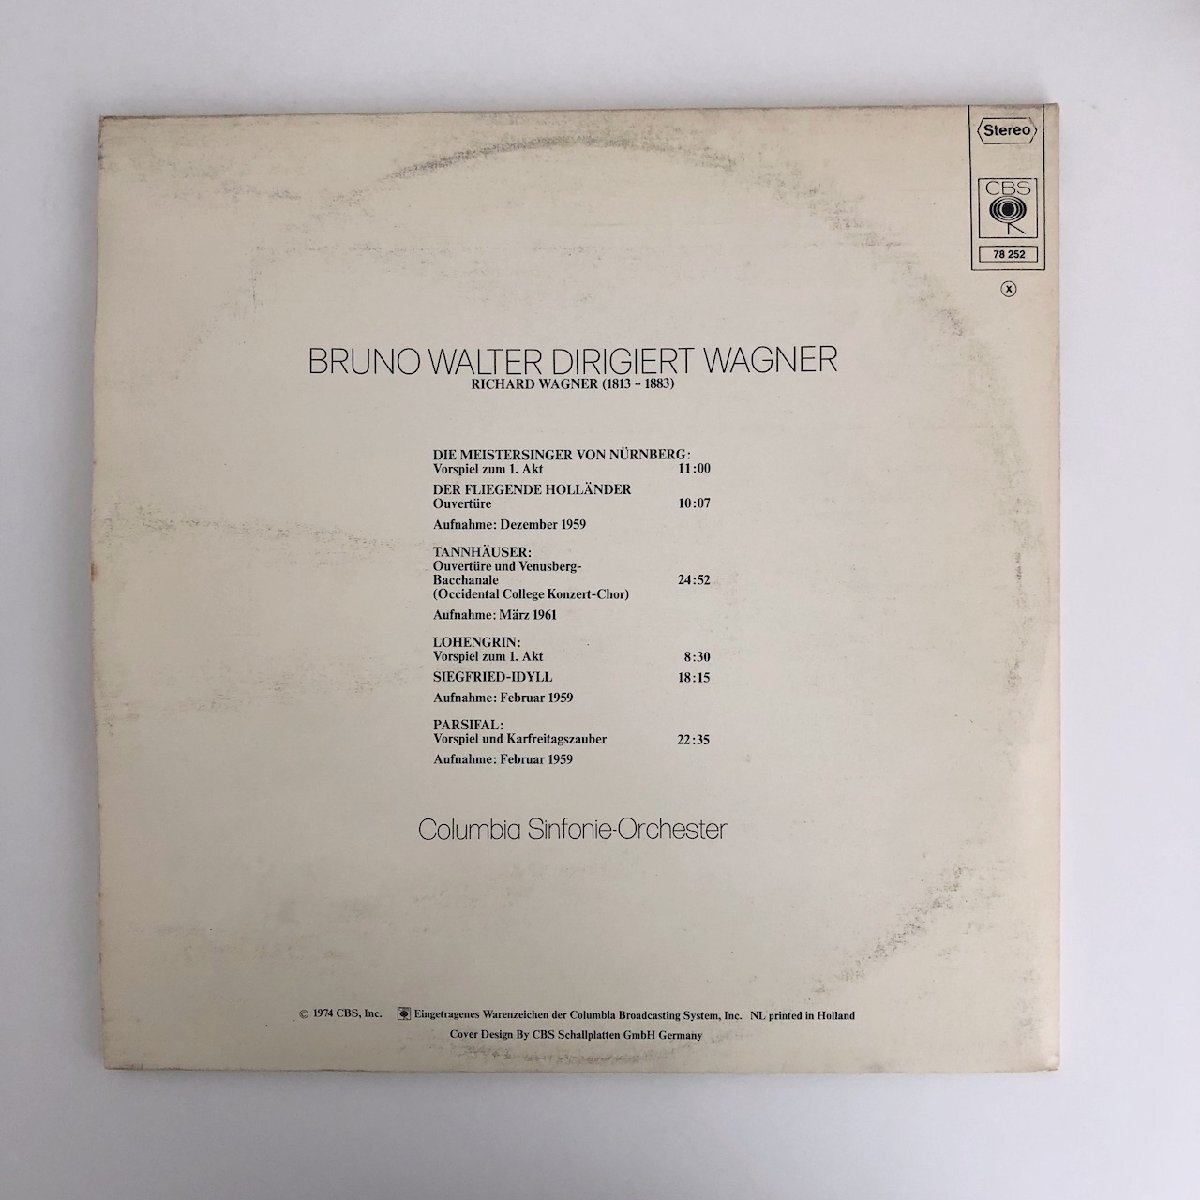 Stereo
CBS
78 252
X
BRUNO WALTER DIRIGIERT WAGNER
RICHARD WAGNER (1813 - 1883)
DIE MEISTERSINGER VON NÜRNBERG:
Vorspiel zum 1. Akt 11:00
DER FLIEGENDE HOLLÄNDER
Ouvertüre 10:07
Aufnahme: Dezember 1959
TANNHÄUSER:
Ouvertüre und Venusberg-
Bacchanale 24:52
(Occidental College Konzert-Chor)
Aufnahme: März 1961
LOHENGRIN:
Vorspiel zum 1. Akt 8:30
SIEGFRIED-IDYLL 18:15
Aufnahme: Februar 1959
PARSIFAL:
Vorspiel und Karfreitagszauber 22:35
Aufnahme: Februar 1959
Columbia Sinfonie-Orchester
© 1974 CBS, Inc. Eingetragenes Warenzeichen der Columbia Broadcasting System, Inc. NL printed in Holland
Cover Design By CBS Schallplatten GmbH Germany